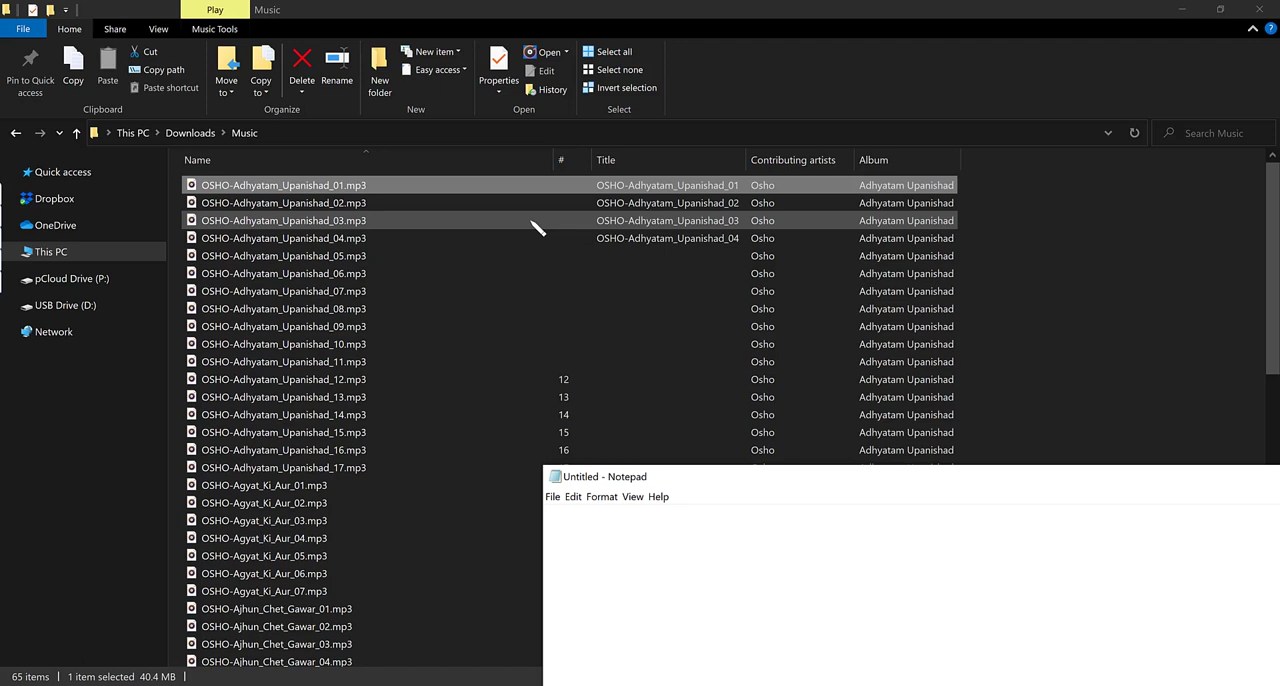 Play Music
File Home Share View Music Tools
Pin to Quick access Copy Paste Cut Copy path Paste shortcut Move to Copy to Delete Rename New folder New item Easy access Properties Open Edit History Select all Select none Invert selection
Clipboard Organize New Open Select
This PC Downloads Music Search Music
Quick access
Dropbox
OneDrive
This PC
pCloud Drive (P:)
USB Drive (D:)
Network
Name # Title Contributing artists Album
OSHO-Adhyatam_Upanishad_01.mp3 OSHO-Adhyatam_Upanishad_01 Osho Adhyatam Upanishad
OSHO-Adhyatam_Upanishad_02.mp3 OSHO-Adhyatam_Upanishad_02 Osho Adhyatam Upanishad
OSHO-Adhyatam_Upanishad_03.mp3 OSHO-Adhyatam_Upanishad_03 Osho Adhyatam Upanishad
OSHO-Adhyatam_Upanishad_04.mp3 OSHO-Adhyatam_Upanishad_04 Osho Adhyatam Upanishad
OSHO-Adhyatam_Upanishad_05.mp3 Osho Adhyatam Upanishad
OSHO-Adhyatam_Upanishad_06.mp3 Osho Adhyatam Upanishad
OSHO-Adhyatam_Upanishad_07.mp3 Osho Adhyatam Upanishad
OSHO-Adhyatam_Upanishad_08.mp3 Osho Adhyatam Upanishad
OSHO-Adhyatam_Upanishad_09.mp3 Osho Adhyatam Upanishad
OSHO-Adhyatam_Upanishad_10.mp3 Osho Adhyatam Upanishad
OSHO-Adhyatam_Upanishad_11.mp3 Osho Adhyatam Upanishad
OSHO-Adhyatam_Upanishad_12.mp3 12 Osho Adhyatam Upanishad
OSHO-Adhyatam_Upanishad_13.mp3 13 Osho Adhyatam Upanishad
OSHO-Adhyatam_Upanishad_14.mp3 14 Osho Adhyatam Upanishad
OSHO-Adhyatam_Upanishad_15.mp3 15 Osho Adhyatam Upanishad
OSHO-Adhyatam_Upanishad_16.mp3 16 Osho Adhyatam Upanishad
OSHO-Adhyatam_Upanishad_17.mp3
OSHO-Agyat_Ki_Aur_01.mp3
OSHO-Agyat_Ki_Aur_02.mp3
OSHO-Agyat_Ki_Aur_03.mp3
OSHO-Agyat_Ki_Aur_04.mp3
OSHO-Agyat_Ki_Aur_05.mp3
OSHO-Agyat_Ki_Aur_06.mp3
OSHO-Agyat_Ki_Aur_07.mp3
OSHO-Ajhun_Chet_Gawar_01.mp3
OSHO-Ajhun_Chet_Gawar_02.mp3
OSHO-Ajhun_Chet_Gawar_03.mp3
OSHO-Ajhun_Chet_Gawar_04.mp3
65 items 1 item selected 40.4 MB
Untitled - Notepad
File Edit Format View Help